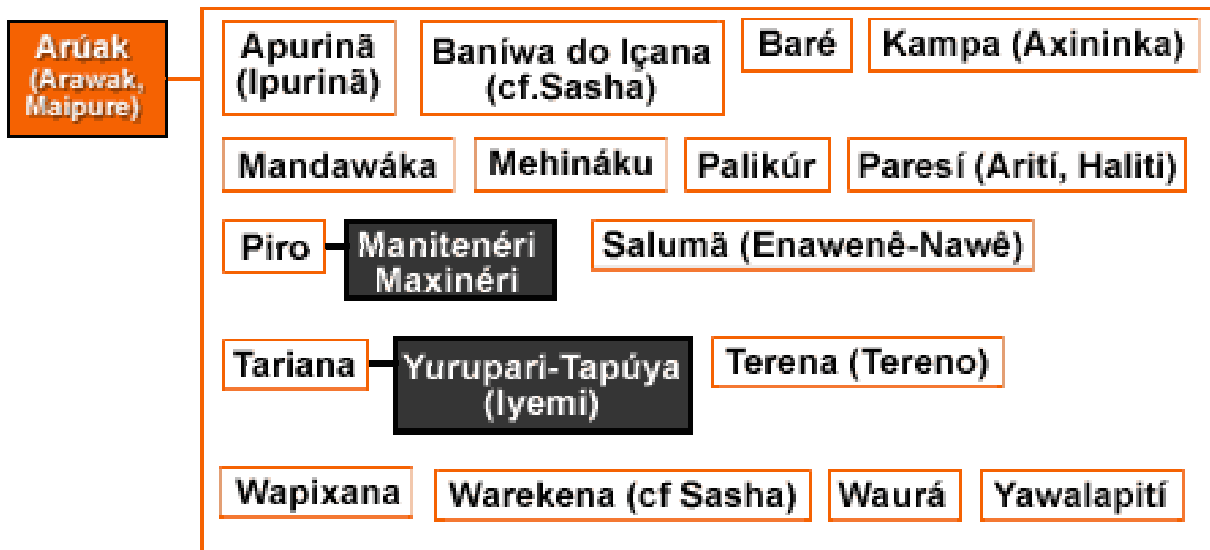 Arúak
(Arawak,
Maipure)
Apurinã
(Ipurinã)
Baníwa do Içana
(cf.Sasha)
Baré
Kampa (Axininka)
Mandawáka
Mehináku
Palikúr
Paresí (Arití, Haliti)
Piro
Manitenéri
Maxinéri
Salumã (Enawenê-Nawê)
Tariana
Yurupari-Tapúya
(Iyemi)
Terena (Tereno)
Wapixana
Warekena (cf Sasha)
Waurá
Yawalapití